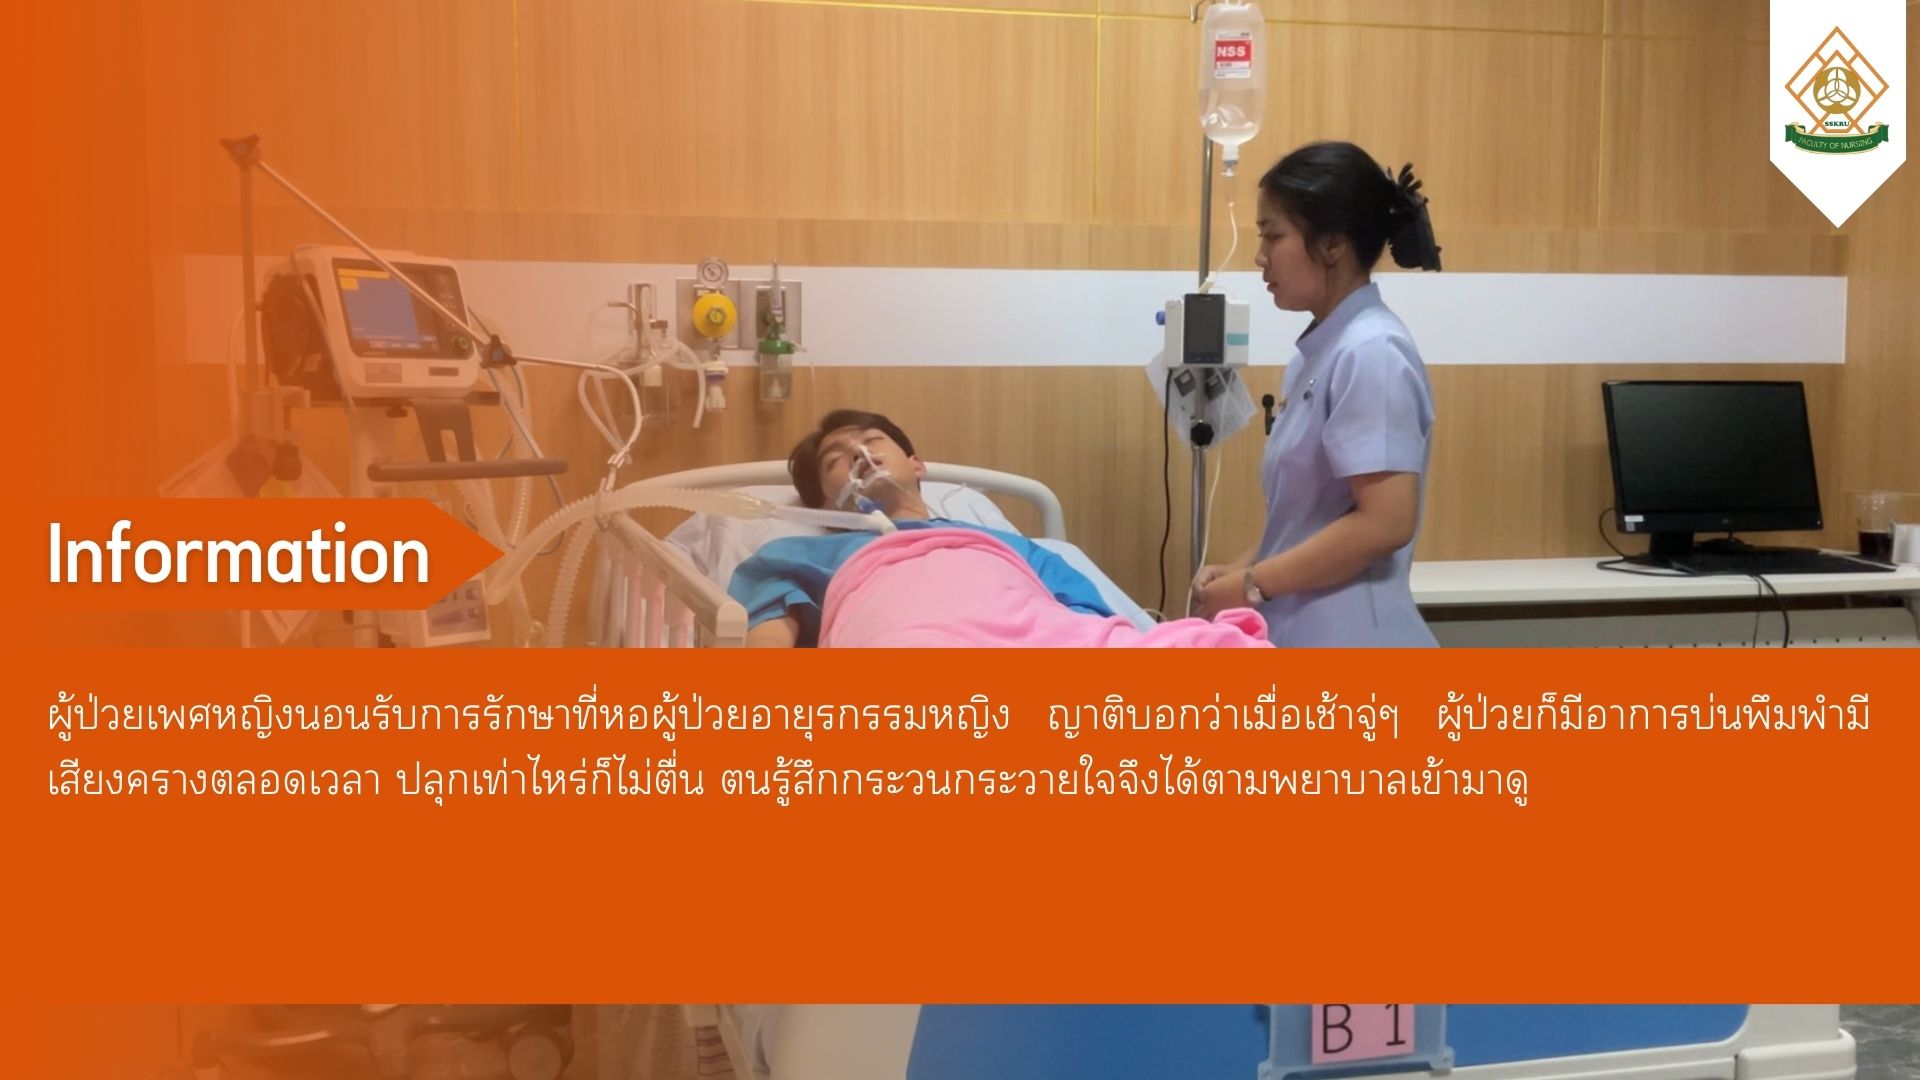 NSS
SSKRU
FACULTY OF NURSING
Information
ผู้ป่วยเพศหญิงนอนรับการรักษาที่หอผู้ป่วยอายุรกรรมหญิง ญาติบอกว่าเมื่อเช้าจู่ๆ ผู้ป่วยก็มีอาการบ่นพึมพำมี
เสียงครางตลอดเวลา ปลุกเท่าไหร่ก็ไม่ตื่น ตนรู้สึกกระวนกระวายใจจึงได้ตามพยาบาลเข้ามาดู
B 1